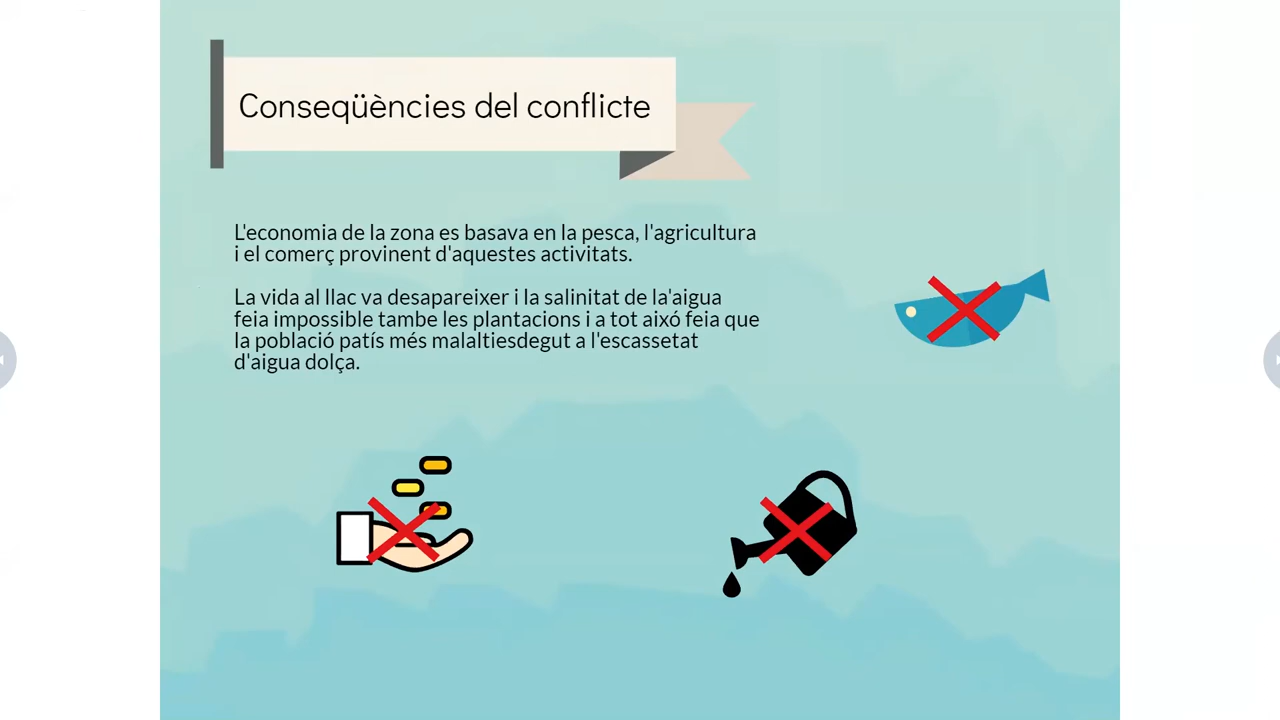 Conseqüències del conflicte
L'economia de la zona es basava en la pesca, l'agricultura
i el comerç provinent d'aquestes activitats.
La vida al llac va desapareixer i la salinitat de la'aigua
feia impossible tambe les plantacions i a tot aixó feia que
la població patís més malaltiesdegut a l'escassetat
d'aigua dolça.